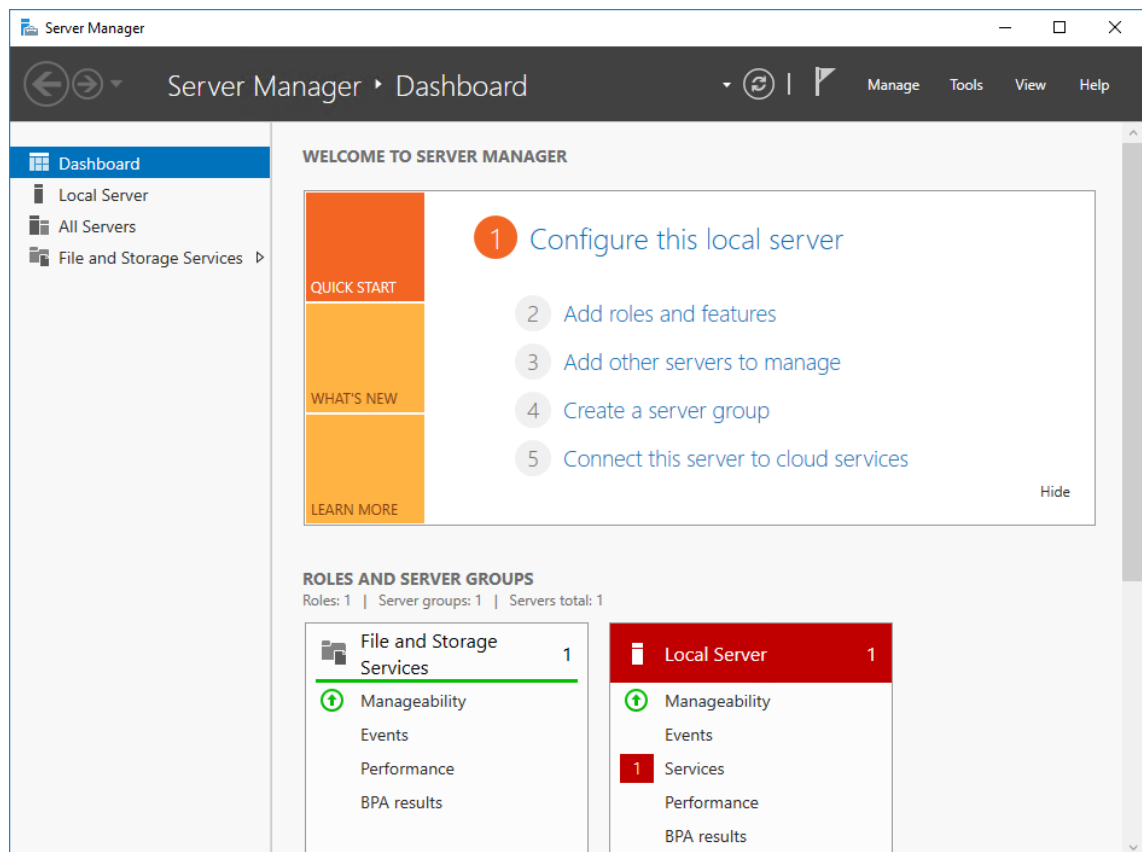 Server Manager
Server Manager ‣ Dashboard
Manage Tools View Help
Dashboard
Local Server
All Servers
File and Storage Services
WELCOME TO SERVER MANAGER
QUICK START
WHAT'S NEW
LEARN MORE
1 Configure this local server
2 Add roles and features
3 Add other servers to manage
4 Create a server group
5 Connect this server to cloud services
Hide
ROLES AND SERVER GROUPS
Roles: 1 | Server groups: 1 | Servers total: 1
File and Storage
Services 1
Manageability
Events
Performance
BPA results
Local Server 1
Manageability
Events
1 Services
Performance
BPA results